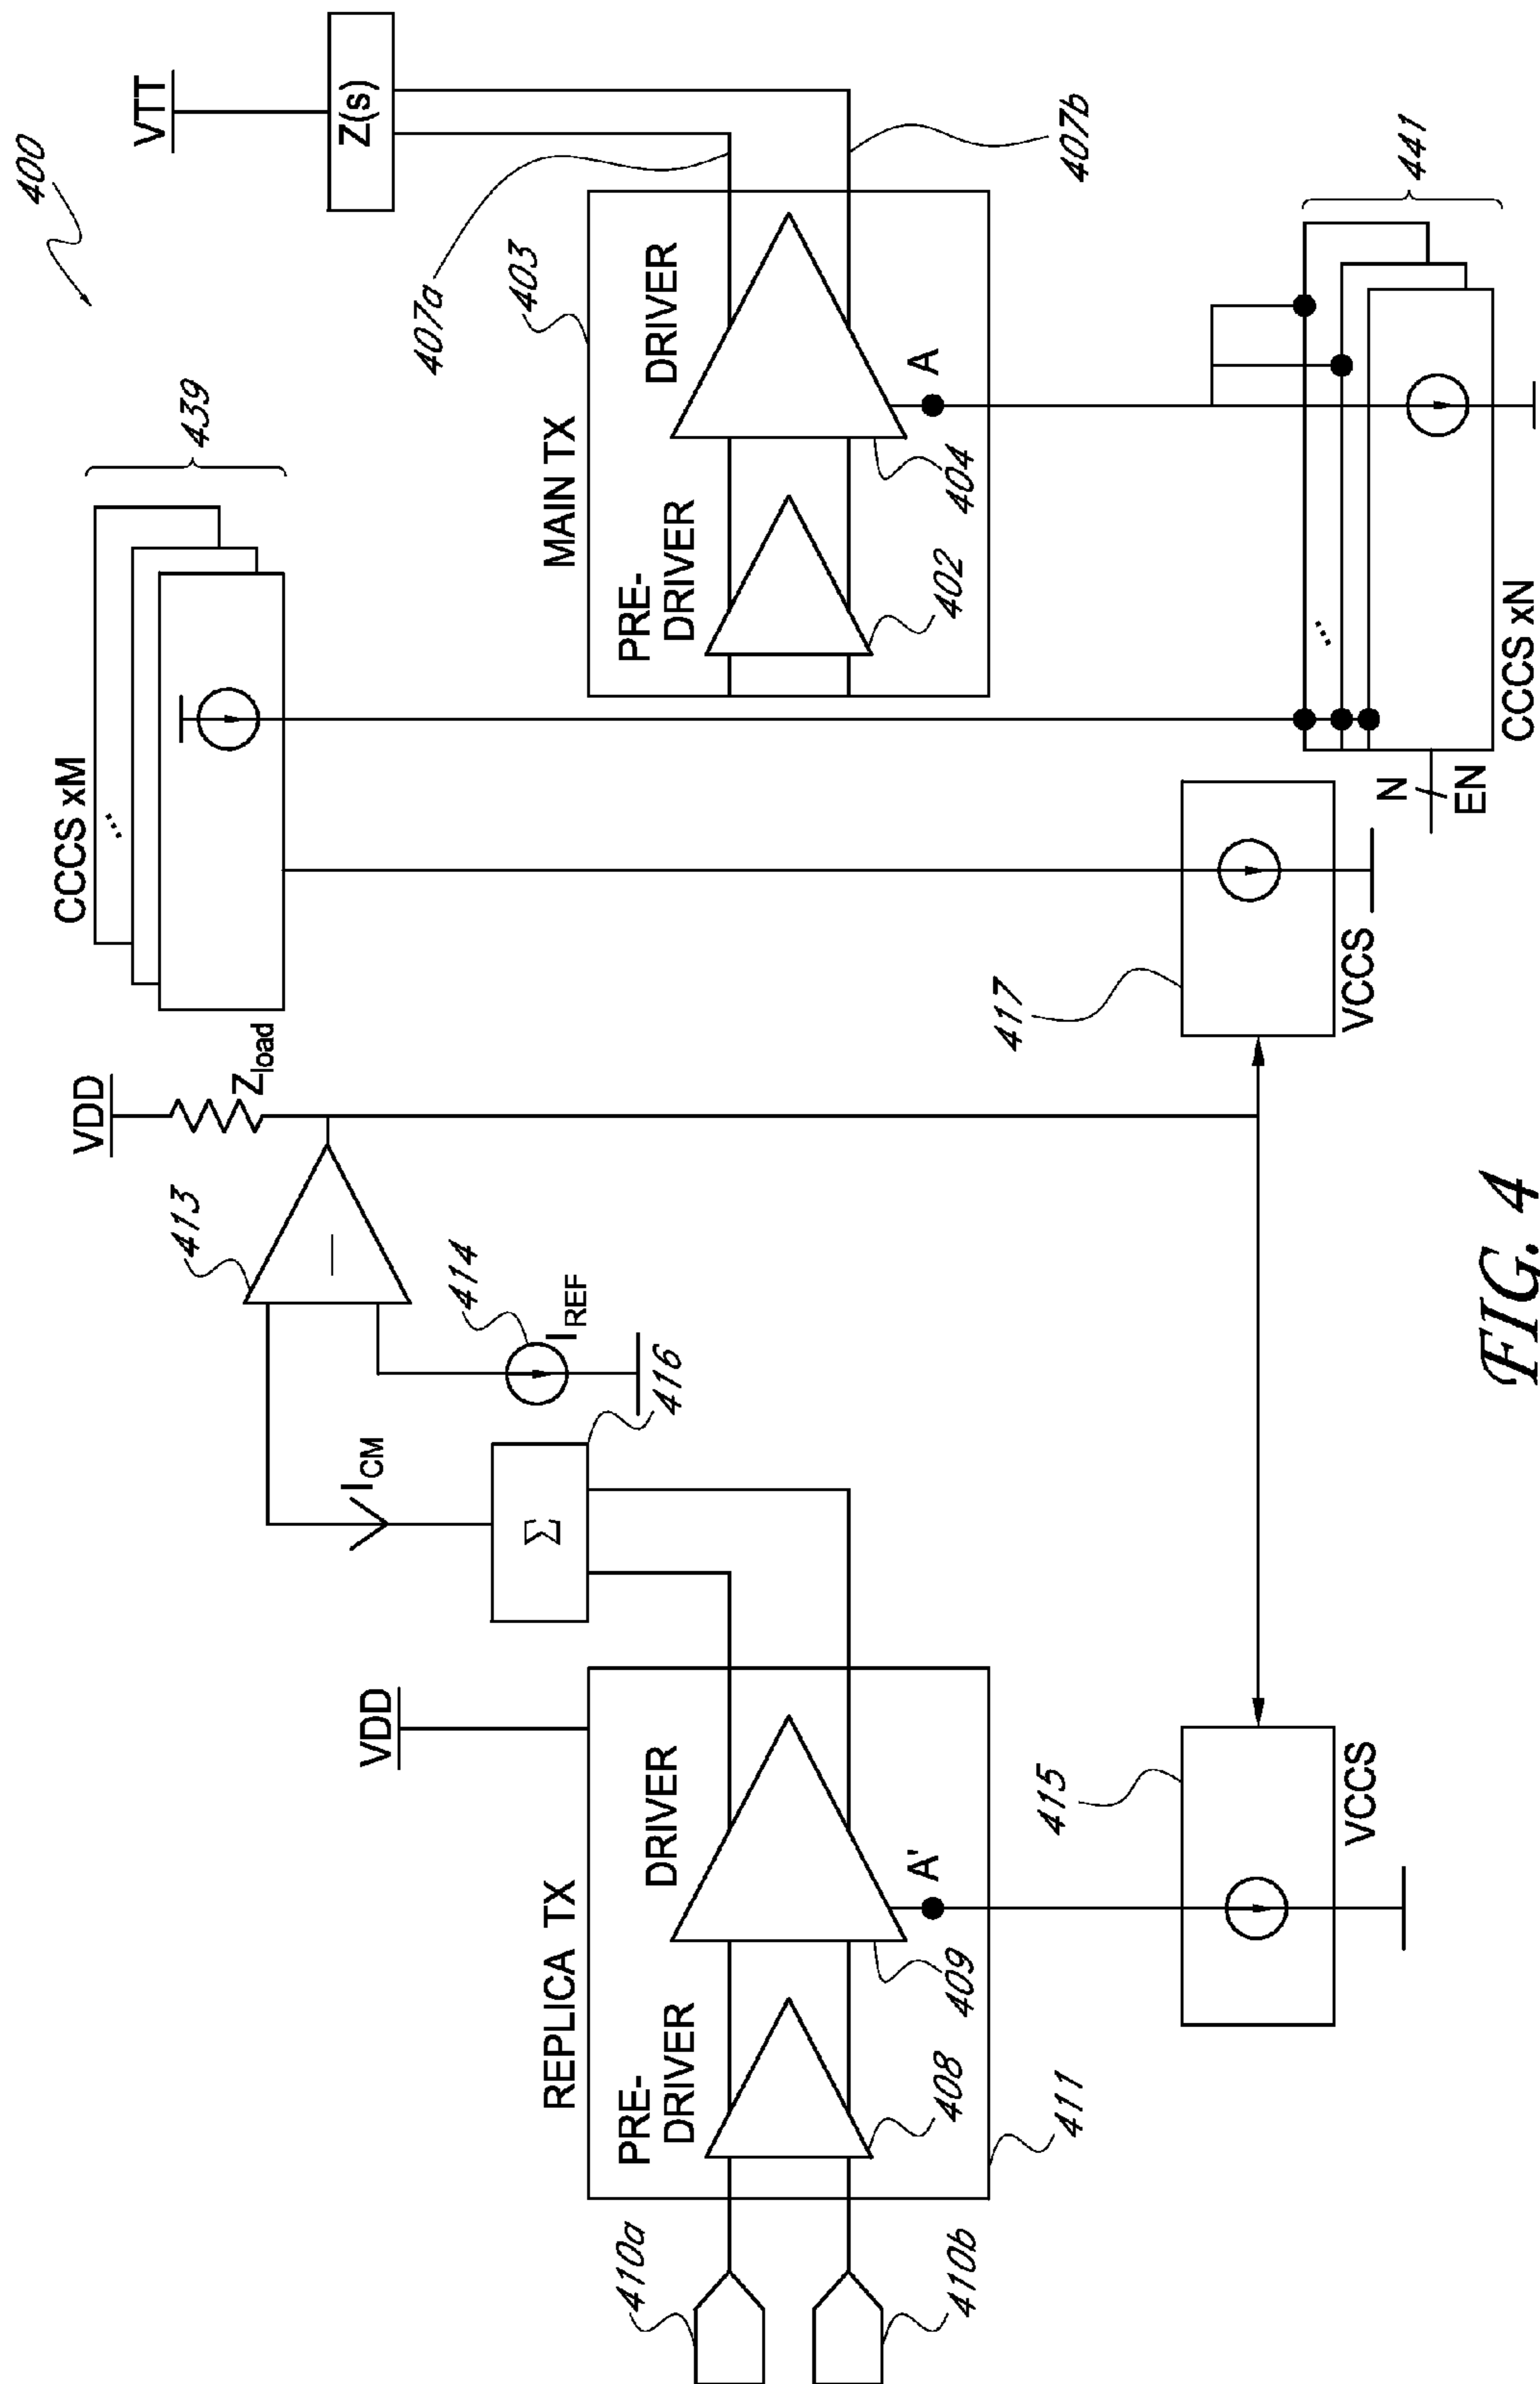 400
VTT
Z(s)
439
CCCS xM
...
407a
407b
403
MAIN TX
PRE-
DRIVER
DRIVER
402
404
A
441
...
CCCS xN
N
EN
VDD
Zload
413
414
IREF
ICM
416
Σ
417
VCCS
VDD
REPLICA TX
PRE-
DRIVER
DRIVER
408
409
A'
411
410a
410b
415
VCCS
FIG. 4